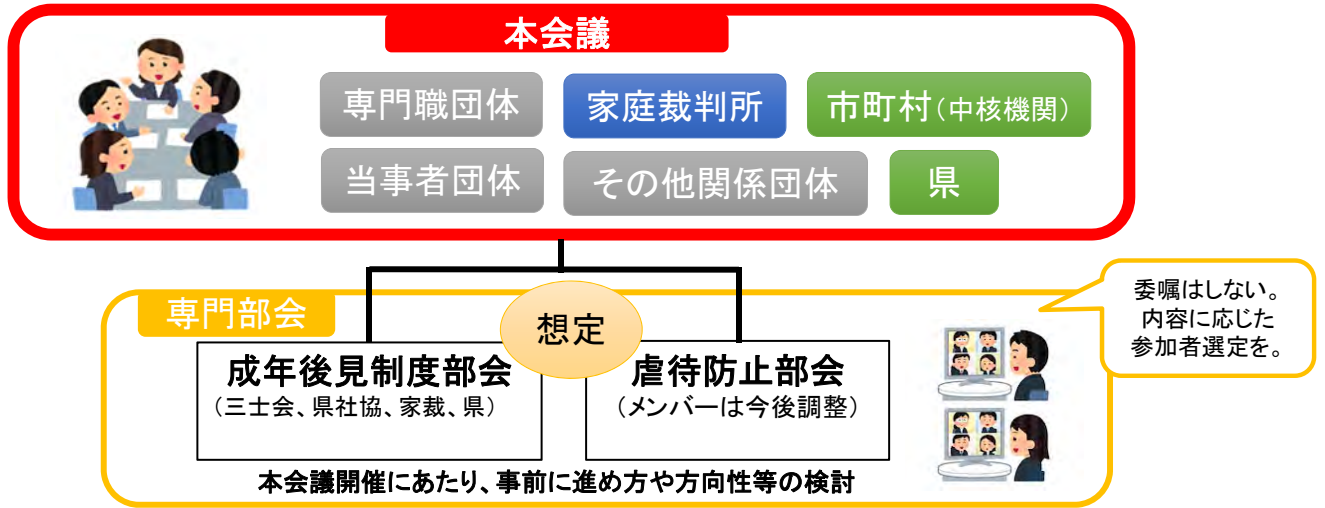 本会議
専門職団体
家庭裁判所
市町村(中核機関)
当事者団体
その他関係団体
県
専門部会
想定
委嘱はしない。
内容に応じた
参加者選定を。
成年後見制度部会
(三士会、県社協、家裁、県)
虐待防止部会
(メンバーは今後調整)
本会議開催にあたり、事前に進め方や方向性等の検討